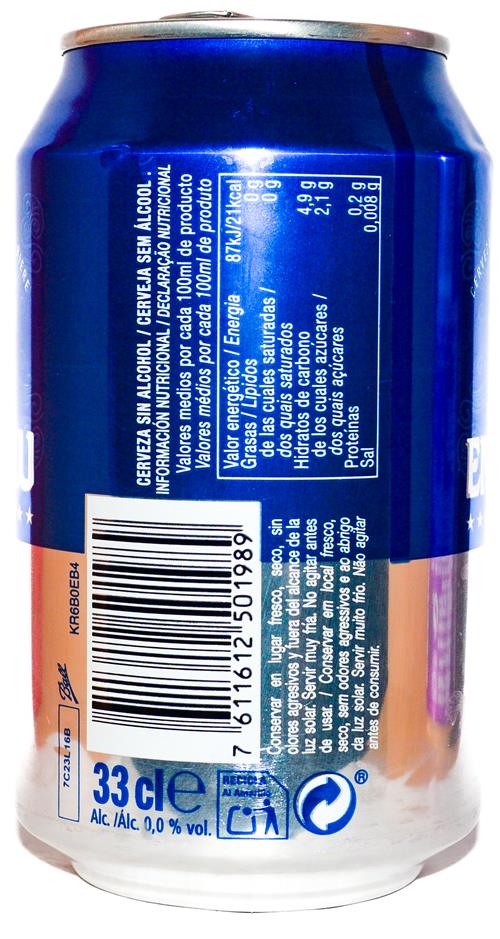 CERVEZA SIN ALCOHOL / CERVEJA SEM ÁLCOOL .
INFORMACIÓN NUTRICIONAL / DECLARAÇÃO NUTRICIONAL
Valores medios por cada 100ml de producto
Valores médios por cada 100ml de produto
Valor energético / Energia 87kJ/21kcal
Grasas / Lípidos 0 g
de las cuales saturadas / 0 g
dos quais saturados
Hidratos de carbono 4,9 g
de los cuales azucares / 2,1 g
dos quais açúcares
Proteínas 0,2 g
Sal 0,008 g
KR6B0EB4
7 611612 501989
Conservar en lugar fresco, seco, sin
olores agresivos y fuera del alcance de la
luz solar. Servir muy fría. No agitar antes
de usar. / Conservar em local fresco,
seco, sem odores agressivos e ao abrigo
da luz solar. Servir muito frio. Não agitar
antes de consumir.
Ball
7C23L16B
33 cl e
Alc. /Álc. 0,0 % vol.
RECICLA
Al Amarillo
®
U